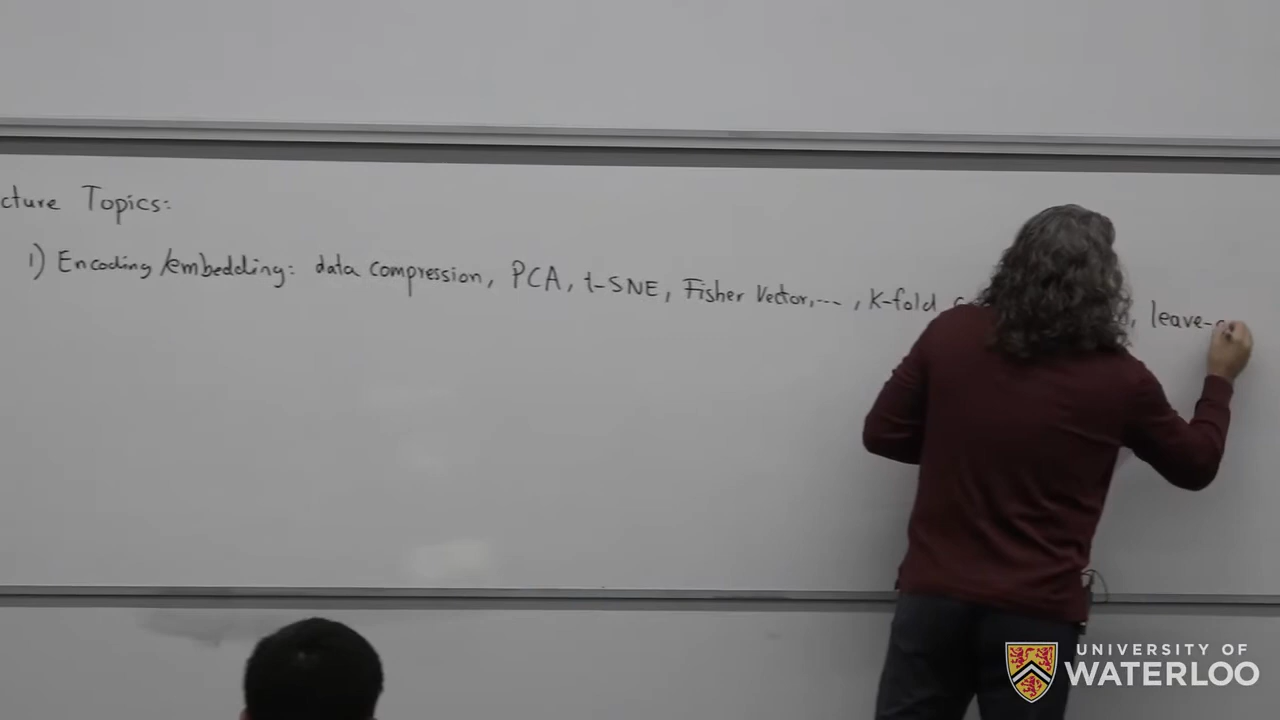 cture Topics:
1) Encoding/embedding: data compression, PCA, t-SNE, Fisher Vector, --- , K-fold leave-
UNIVERSITY OF
WATERLOO